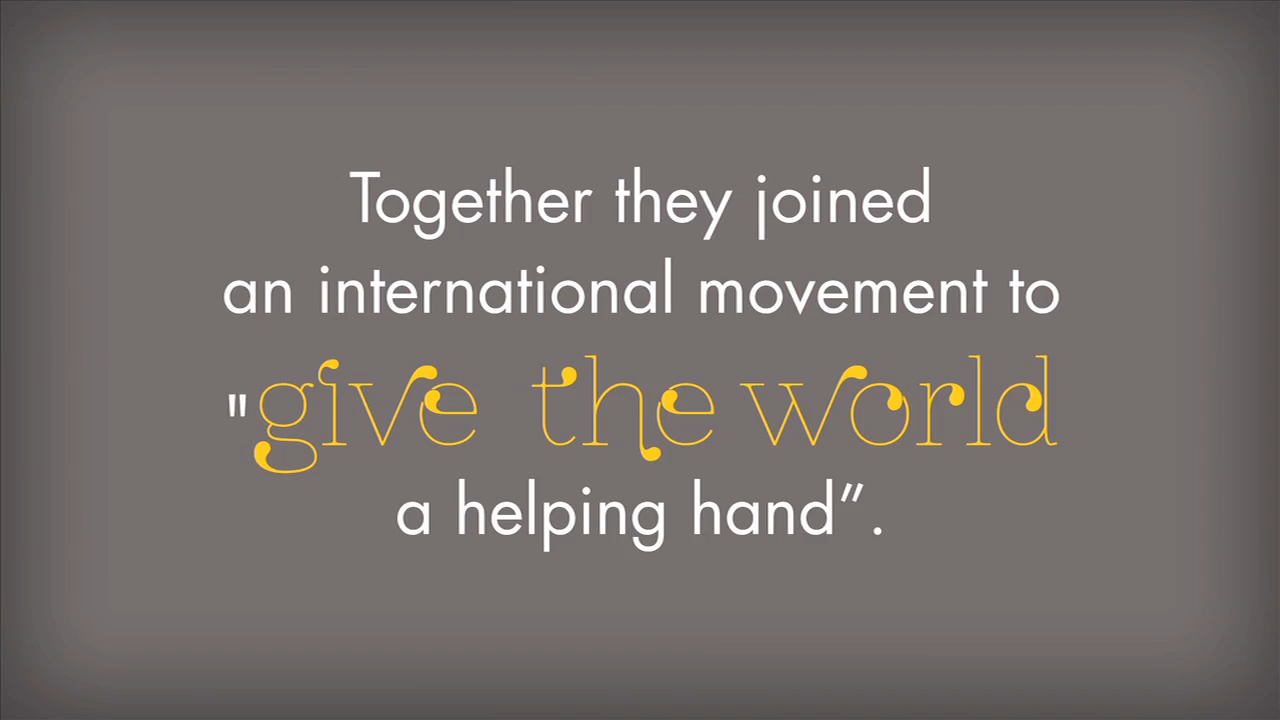 Together they joined
an international movement to
"give the world
a helping hand”.